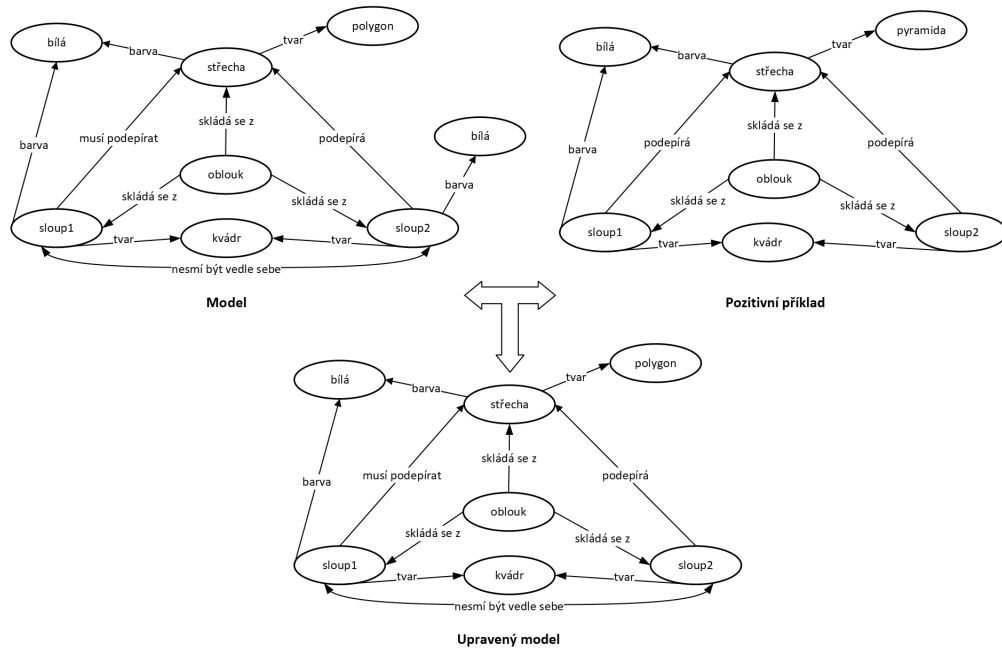 polygon
bílá
barva
tvar
střecha
skládá se z
musí podepírat
podepírá
bílá
barva
barva
oblouk
skládá se z
skládá se z
sloup1
tvar
kvádr
tvar
sloup2
nesmí být vedle sebe
Model
pyramida
bílá
barva
tvar
střecha
skládá se z
podepírá
podepírá
barva
oblouk
skládá se z
skládá se z
sloup1
tvar
kvádr
tvar
sloup2
Pozitivní příklad
polygon
bílá
barva
tvar
střecha
skládá se z
musí podepírat
podepírá
barva
oblouk
skládá se z
skládá se z
sloup1
tvar
kvádr
tvar
sloup2
nesmí být vedle sebe
Upravený model